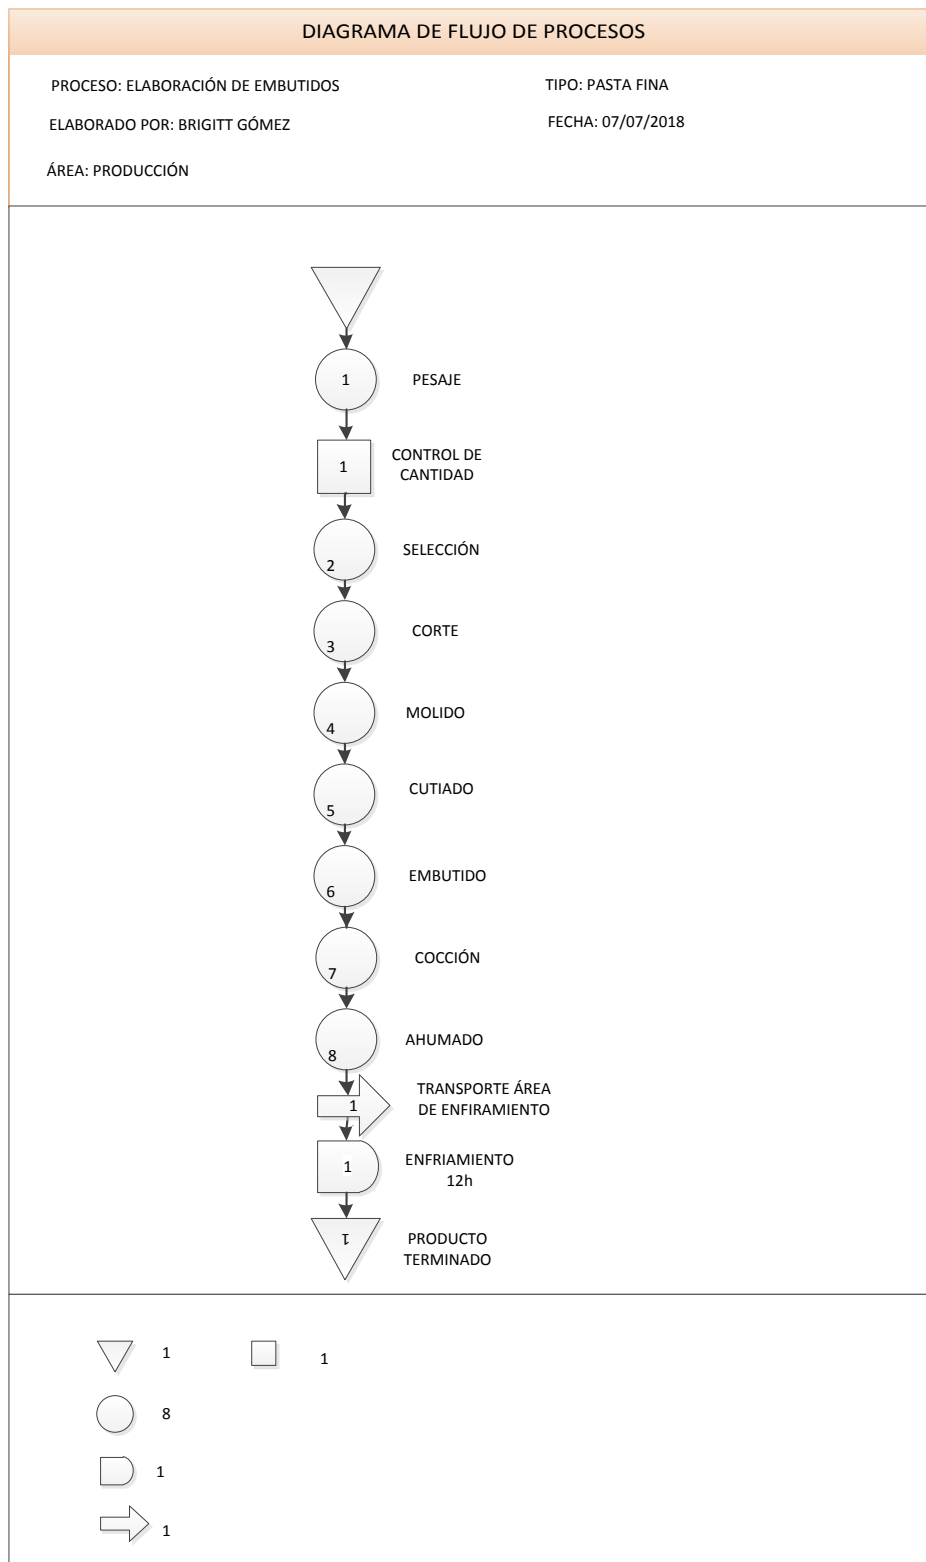 DIAGRAMA DE FLUJO DE PROCESOS
PROCESO: ELABORACIÓN DE EMBUTIDOS
TIPO: PASTA FINA
ELABORADO POR: BRIGITT GÓMEZ
FECHA: 07/07/2018
ÁREA: PRODUCCIÓN
1
PESAJE
1
CONTROL DE
CANTIDAD
2
SELECCIÓN
3
CORTE
4
MOLIDO
5
CUTIADO
6
EMBUTIDO
7
COCCIÓN
8
AHUMADO
1
TRANSPORTE ÁREA
DE ENFIRAMIENTO
1
ENFRIAMIENTO
12h
1
PRODUCTO
TERMINADO
1
1
8
1
1